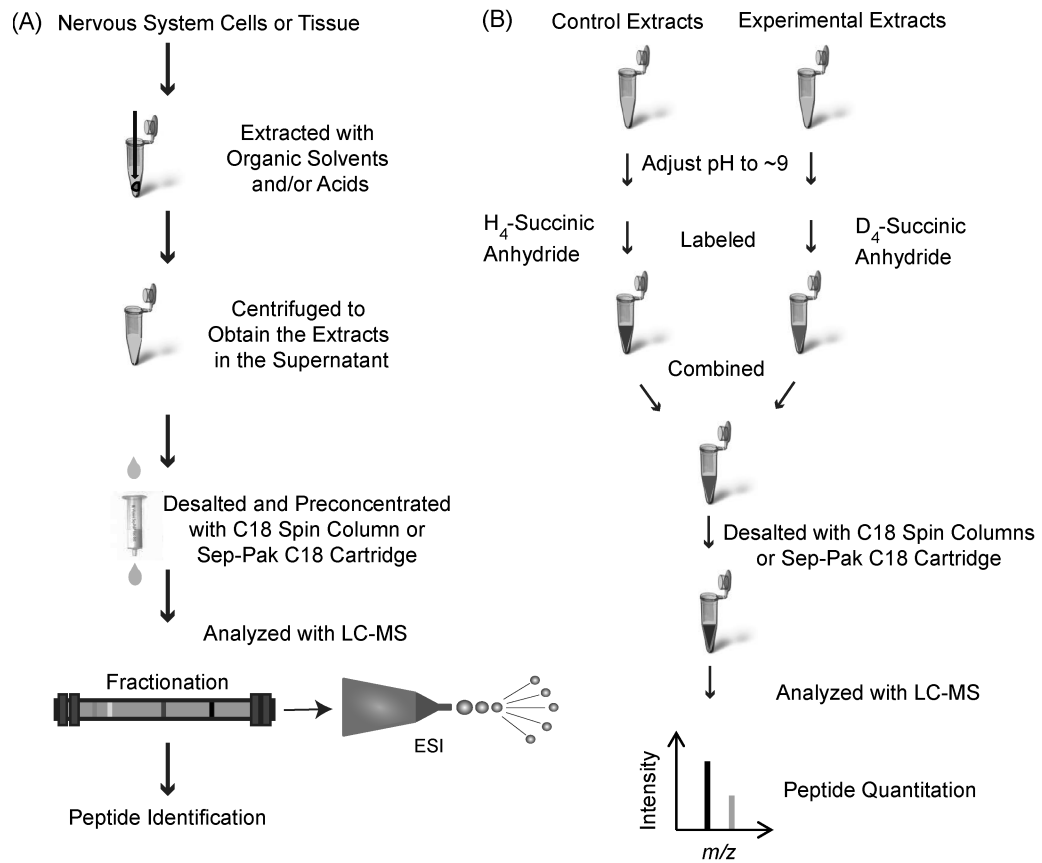 (A)
Nervous System Cells or Tissue
Extracted with
Organic Solvents
and/or Acids
Centrifuged to
Obtain the Extracts
in the Supernatant
Desalted and Preconcentrated
with C18 Spin Column or
Sep-Pak C18 Cartridge
Analyzed with LC-MS
Fractionation
ESI
Peptide Identification
(B)
Control Extracts
Experimental Extracts
Adjust pH to ~9
H4-Succinic
Anhydride
Labeled
D4-Succinic
Anhydride
Combined
Desalted with C18 Spin Columns
or Sep-Pak C18 Cartridge
Analyzed with LC-MS
Intensity
Peptide Quantitation
m/z